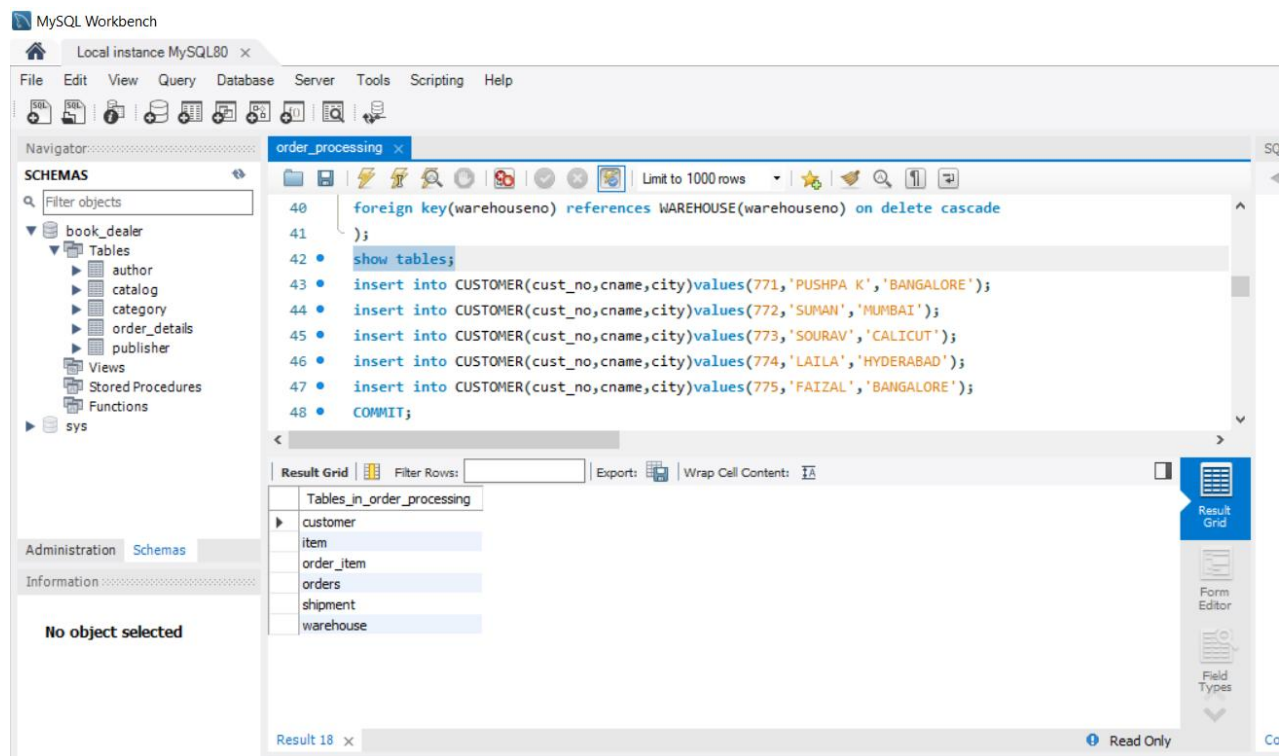 MySQL Workbench
Local instance MySQL80 ×
File Edit View Query Database Server Tools Scripting Help
Navigator
SCHEMAS
Filter objects
book_dealer
Tables
author
catalog
category
order_details
publisher
Views
Stored Procedures
Functions
sys
Administration Schemas
Information
No object selected
order_processing ×
Limit to 1000 rows
40 foreign key(warehouseno) references WAREHOUSE(warehouseno) on delete cascade
41 );
42 show tables;
43 insert into CUSTOMER(cust_no,cname,city)values(771,'PUSHPA K','BANGALORE');
44 insert into CUSTOMER(cust_no,cname,city)values(772,'SUMAN','MUMBAI');
45 insert into CUSTOMER(cust_no,cname,city)values(773,'SOURAV','CALICUT');
46 insert into CUSTOMER(cust_no,cname,city)values(774,'LAILA','HYDERABAD');
47 insert into CUSTOMER(cust_no,cname,city)values(775,'FAIZAL','BANGALORE');
48 COMMIT;
Result Grid Filter Rows: Export: Wrap Cell Content:
Tables_in_order_processing
customer
item
order_item
orders
shipment
warehouse
Result Grid
Form Editor
Field Types
Result 18 ×
Read Only
SQ
Co